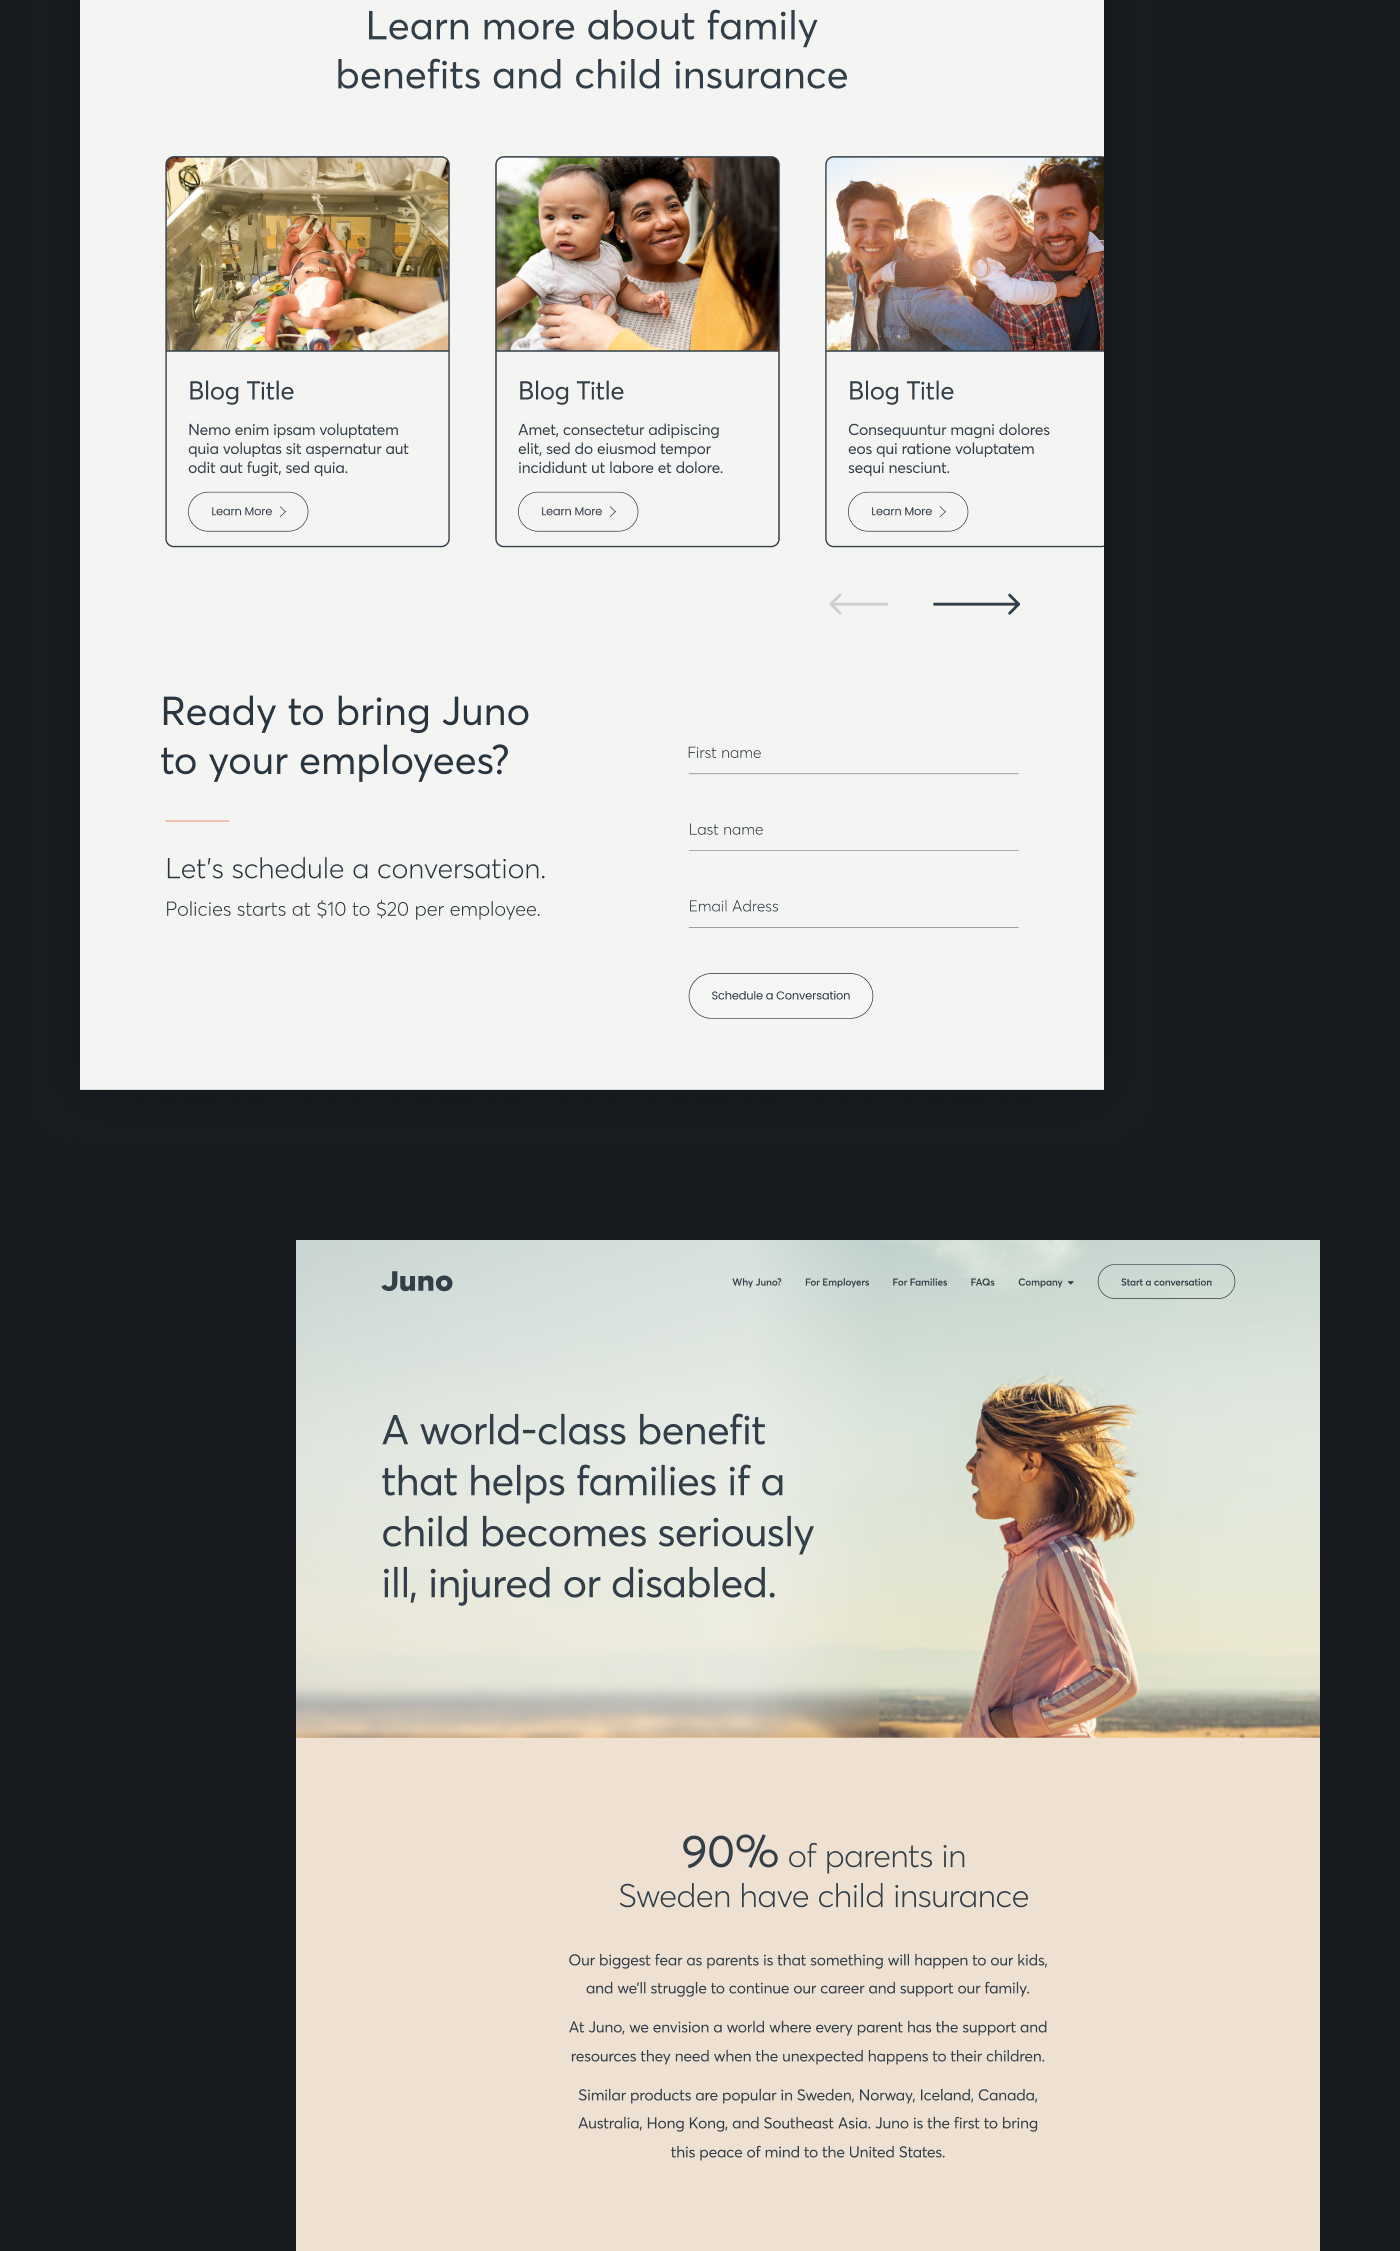 Learn more about family
benefits and child insurance
Blog Title
Nemo enim ipsam voluptatem
quia voluptas sit aspernatur aut
odit aut fugit, sed quia.
Learn More
Blog Title
Amet, consectetur adipiscing
elit, sed do eiusmod tempor
incididunt ut labore et dolore.
Learn More
Blog Title
Consequuntur magni dolores
eos qui ratione voluptatem
sequi nesciunt.
Learn More
Ready to bring Juno
to your employees?
Let's schedule a conversation.
Policies starts at $10 to $20 per employee.
First name
Last name
Email Adress
Schedule a Conversation
Juno
Why Juno?
For Employers
For Families
FAQs
Company
Start a conversation
A world-class benefit
that helps families if a
child becomes seriously
ill, injured or disabled.
90% of parents in
Sweden have child insurance
Our biggest fear as parents is that something will happen to our kids,
and we'll struggle to continue our career and support our family.
At Juno, we envision a world where every parent has the support and
resources they need when the unexpected happens to their children.
Similar products are popular in Sweden, Norway, Iceland, Canada,
Australia, Hong Kong, and Southeast Asia. Juno is the first to bring
this peace of mind to the United States.